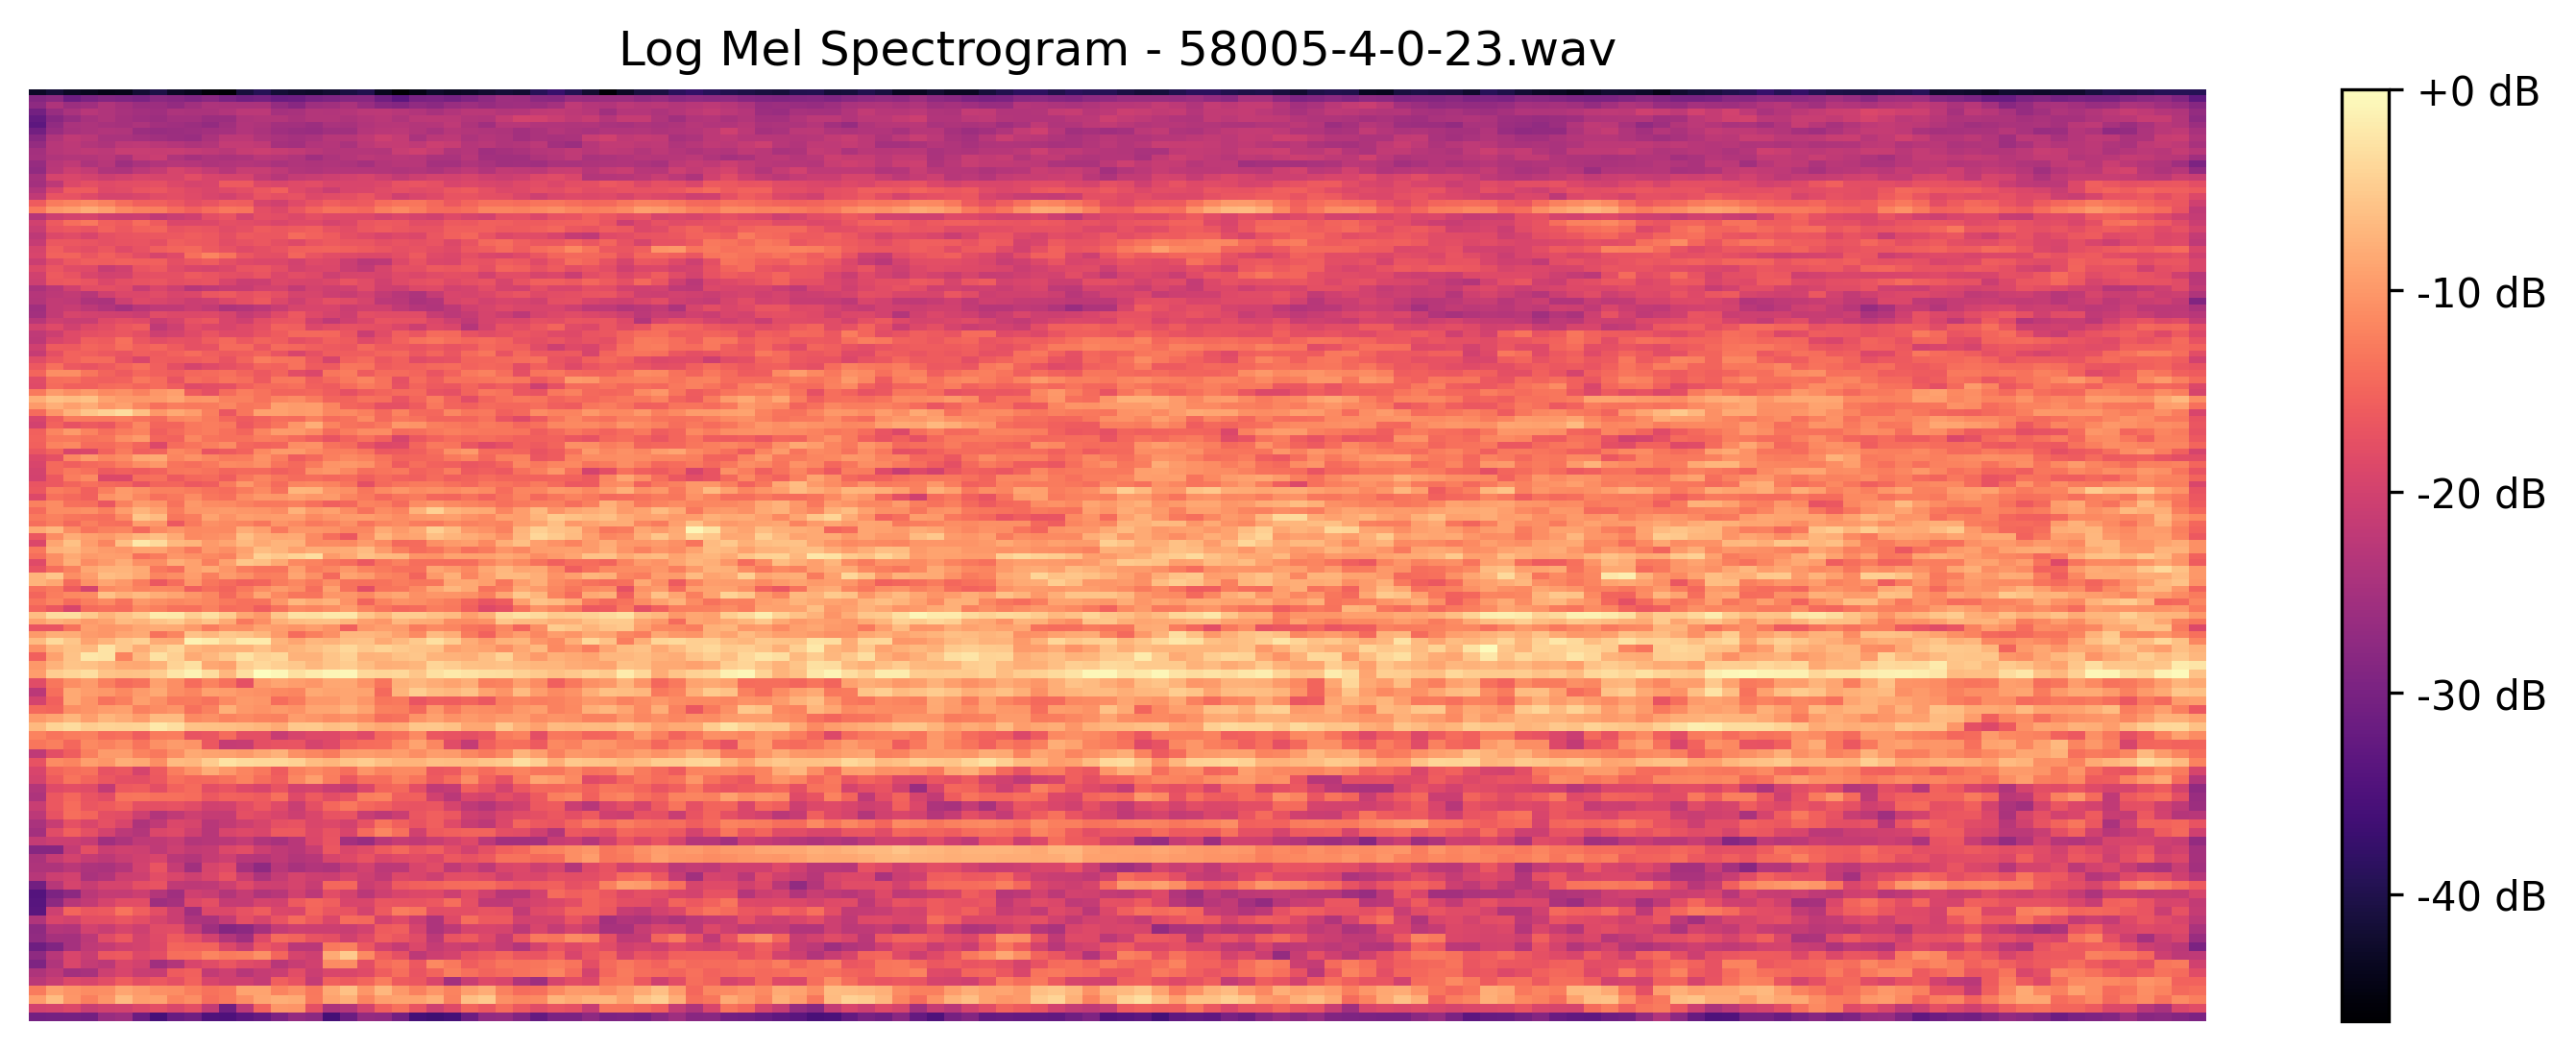 Log Mel Spectrogram - 58005-4-0-23.wav
+0 dB
-10 dB
-20 dB
-30 dB
-40 dB